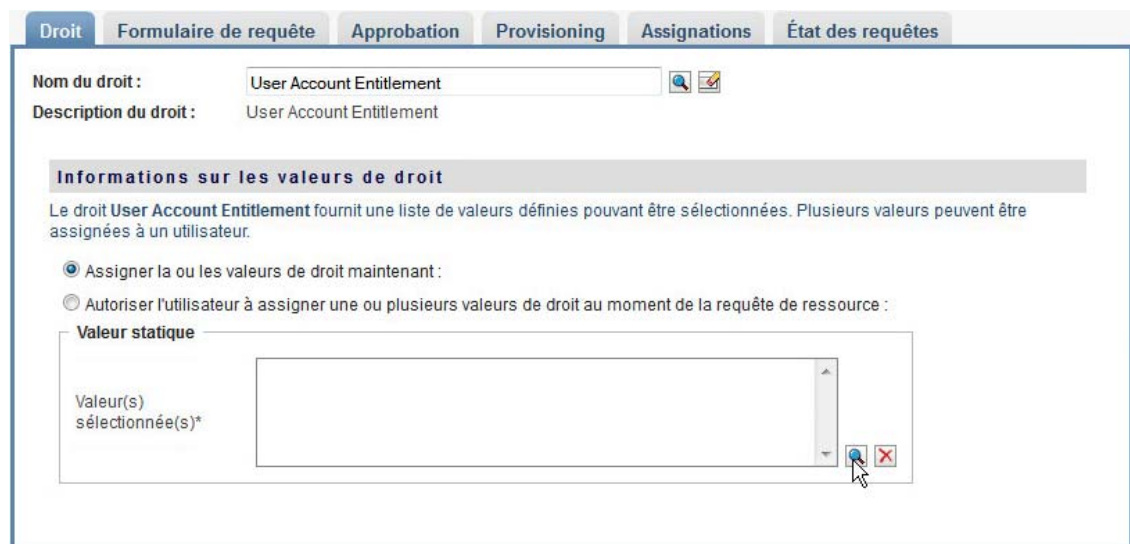 Droit Formulaire de requête Approbation Provisioning Assignations État des requêtes
Nom du droit : User Account Entitlement
Description du droit : User Account Entitlement
Informations sur les valeurs de droit
Le droit User Account Entitlement fournit une liste de valeurs définies pouvant être sélectionnées. Plusieurs valeurs peuvent être
assignées à un utilisateur.
Assigner la ou les valeurs de droit maintenant :
Autoriser l'utilisateur à assigner une ou plusieurs valeurs de droit au moment de la requête de ressource :
Valeur statique
Valeur(s)
sélectionnée(s)*